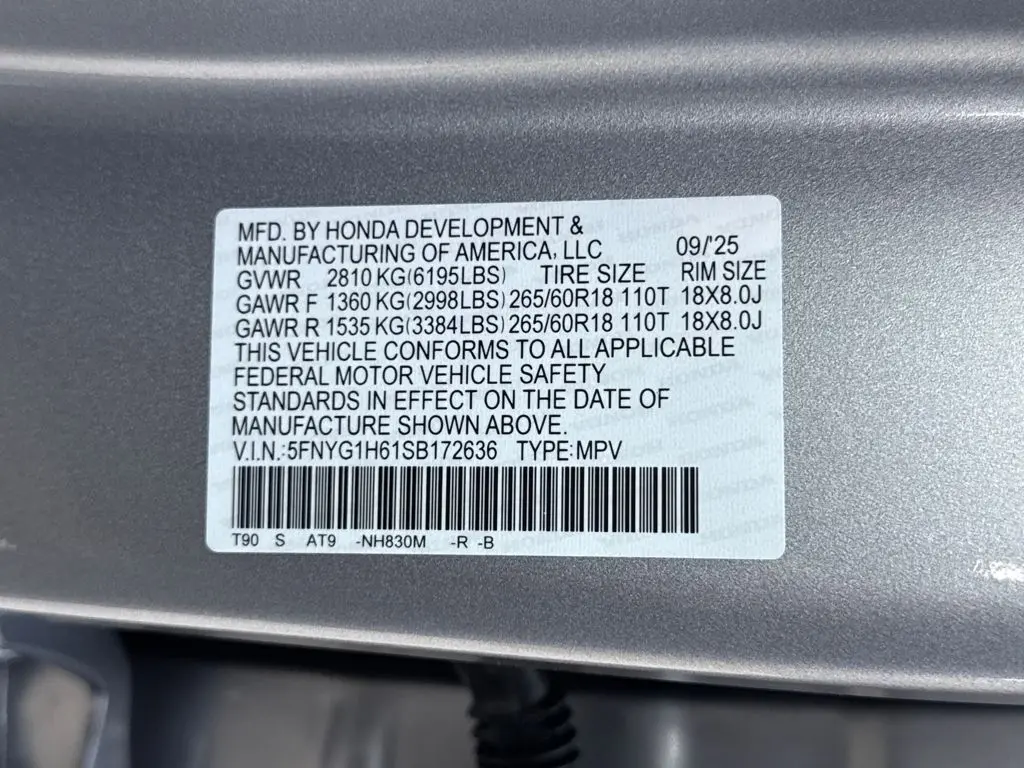 MFD. BY HONDA DEVELOPMENT &
MANUFACTURING OF AMERICA, LLC 09/'25
GVWR 2810 KG(6195LBS) TIRE SIZE RIM SIZE
GAWR F 1360 KG(2998LBS) 265/60R18 110T 18X8.0J
GAWR R 1535 KG(3384LBS) 265/60R18 110T 18X8.0J
THIS VEHICLE CONFORMS TO ALL APPLICABLE
FEDERAL MOTOR VEHICLE SAFETY
STANDARDS IN EFFECT ON THE DATE OF
MANUFACTURE SHOWN ABOVE.
V.I.N.:5FNYG1H61SB172636 TYPE:MPV
T90 S AT9 -NH830M -R -B